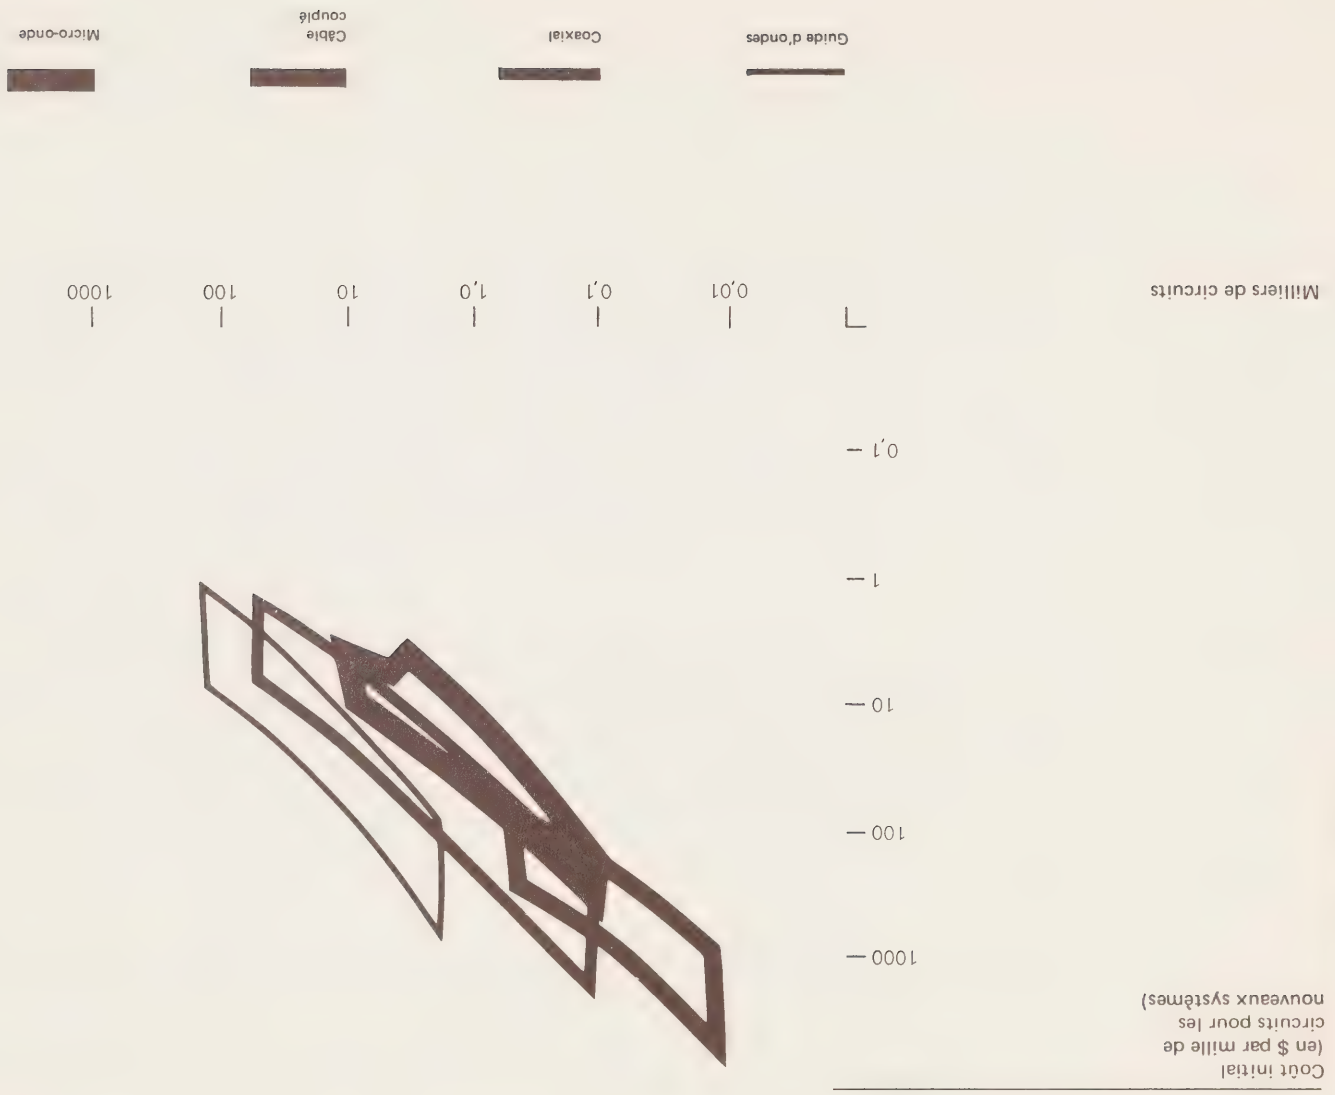 Coût initial
(en $ par mille de
circuits pour les
nouveaux systèmes)
1000
100
10
1
0,1
Milliers de circuits
0,01 0,1 1,0 10 100 1000
Guide d'ondes
Coaxial
Câble
couplé
Micro-onde